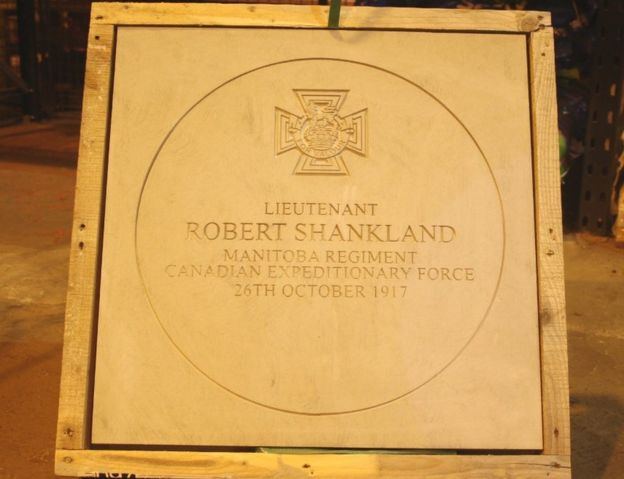 LIEUTENANT
ROBERT SHANKLAND
MANITOBA REGIMENT
CANADIAN EXPEDITIONARY FORCE
26TH OCTOBER 1917